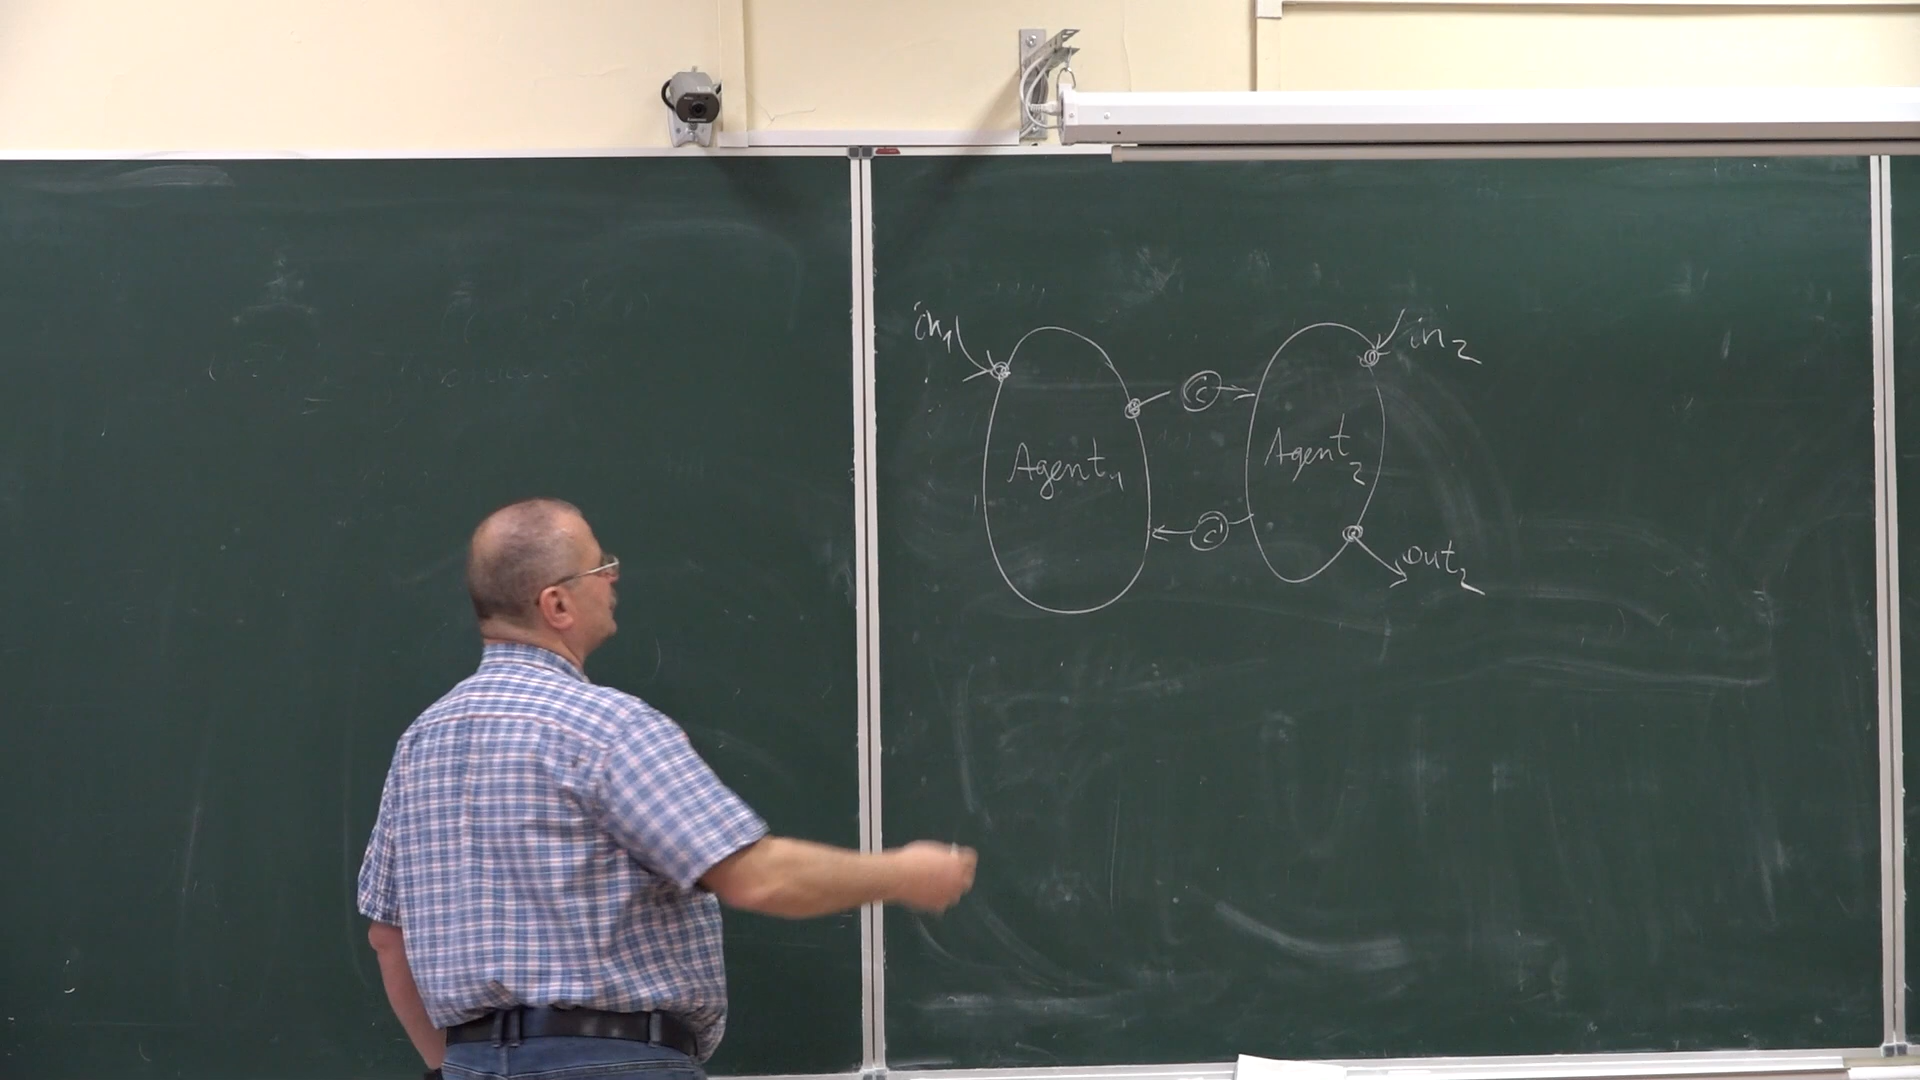 in₁
in₂
c
Agent₁
Agent₂
c'
out₂